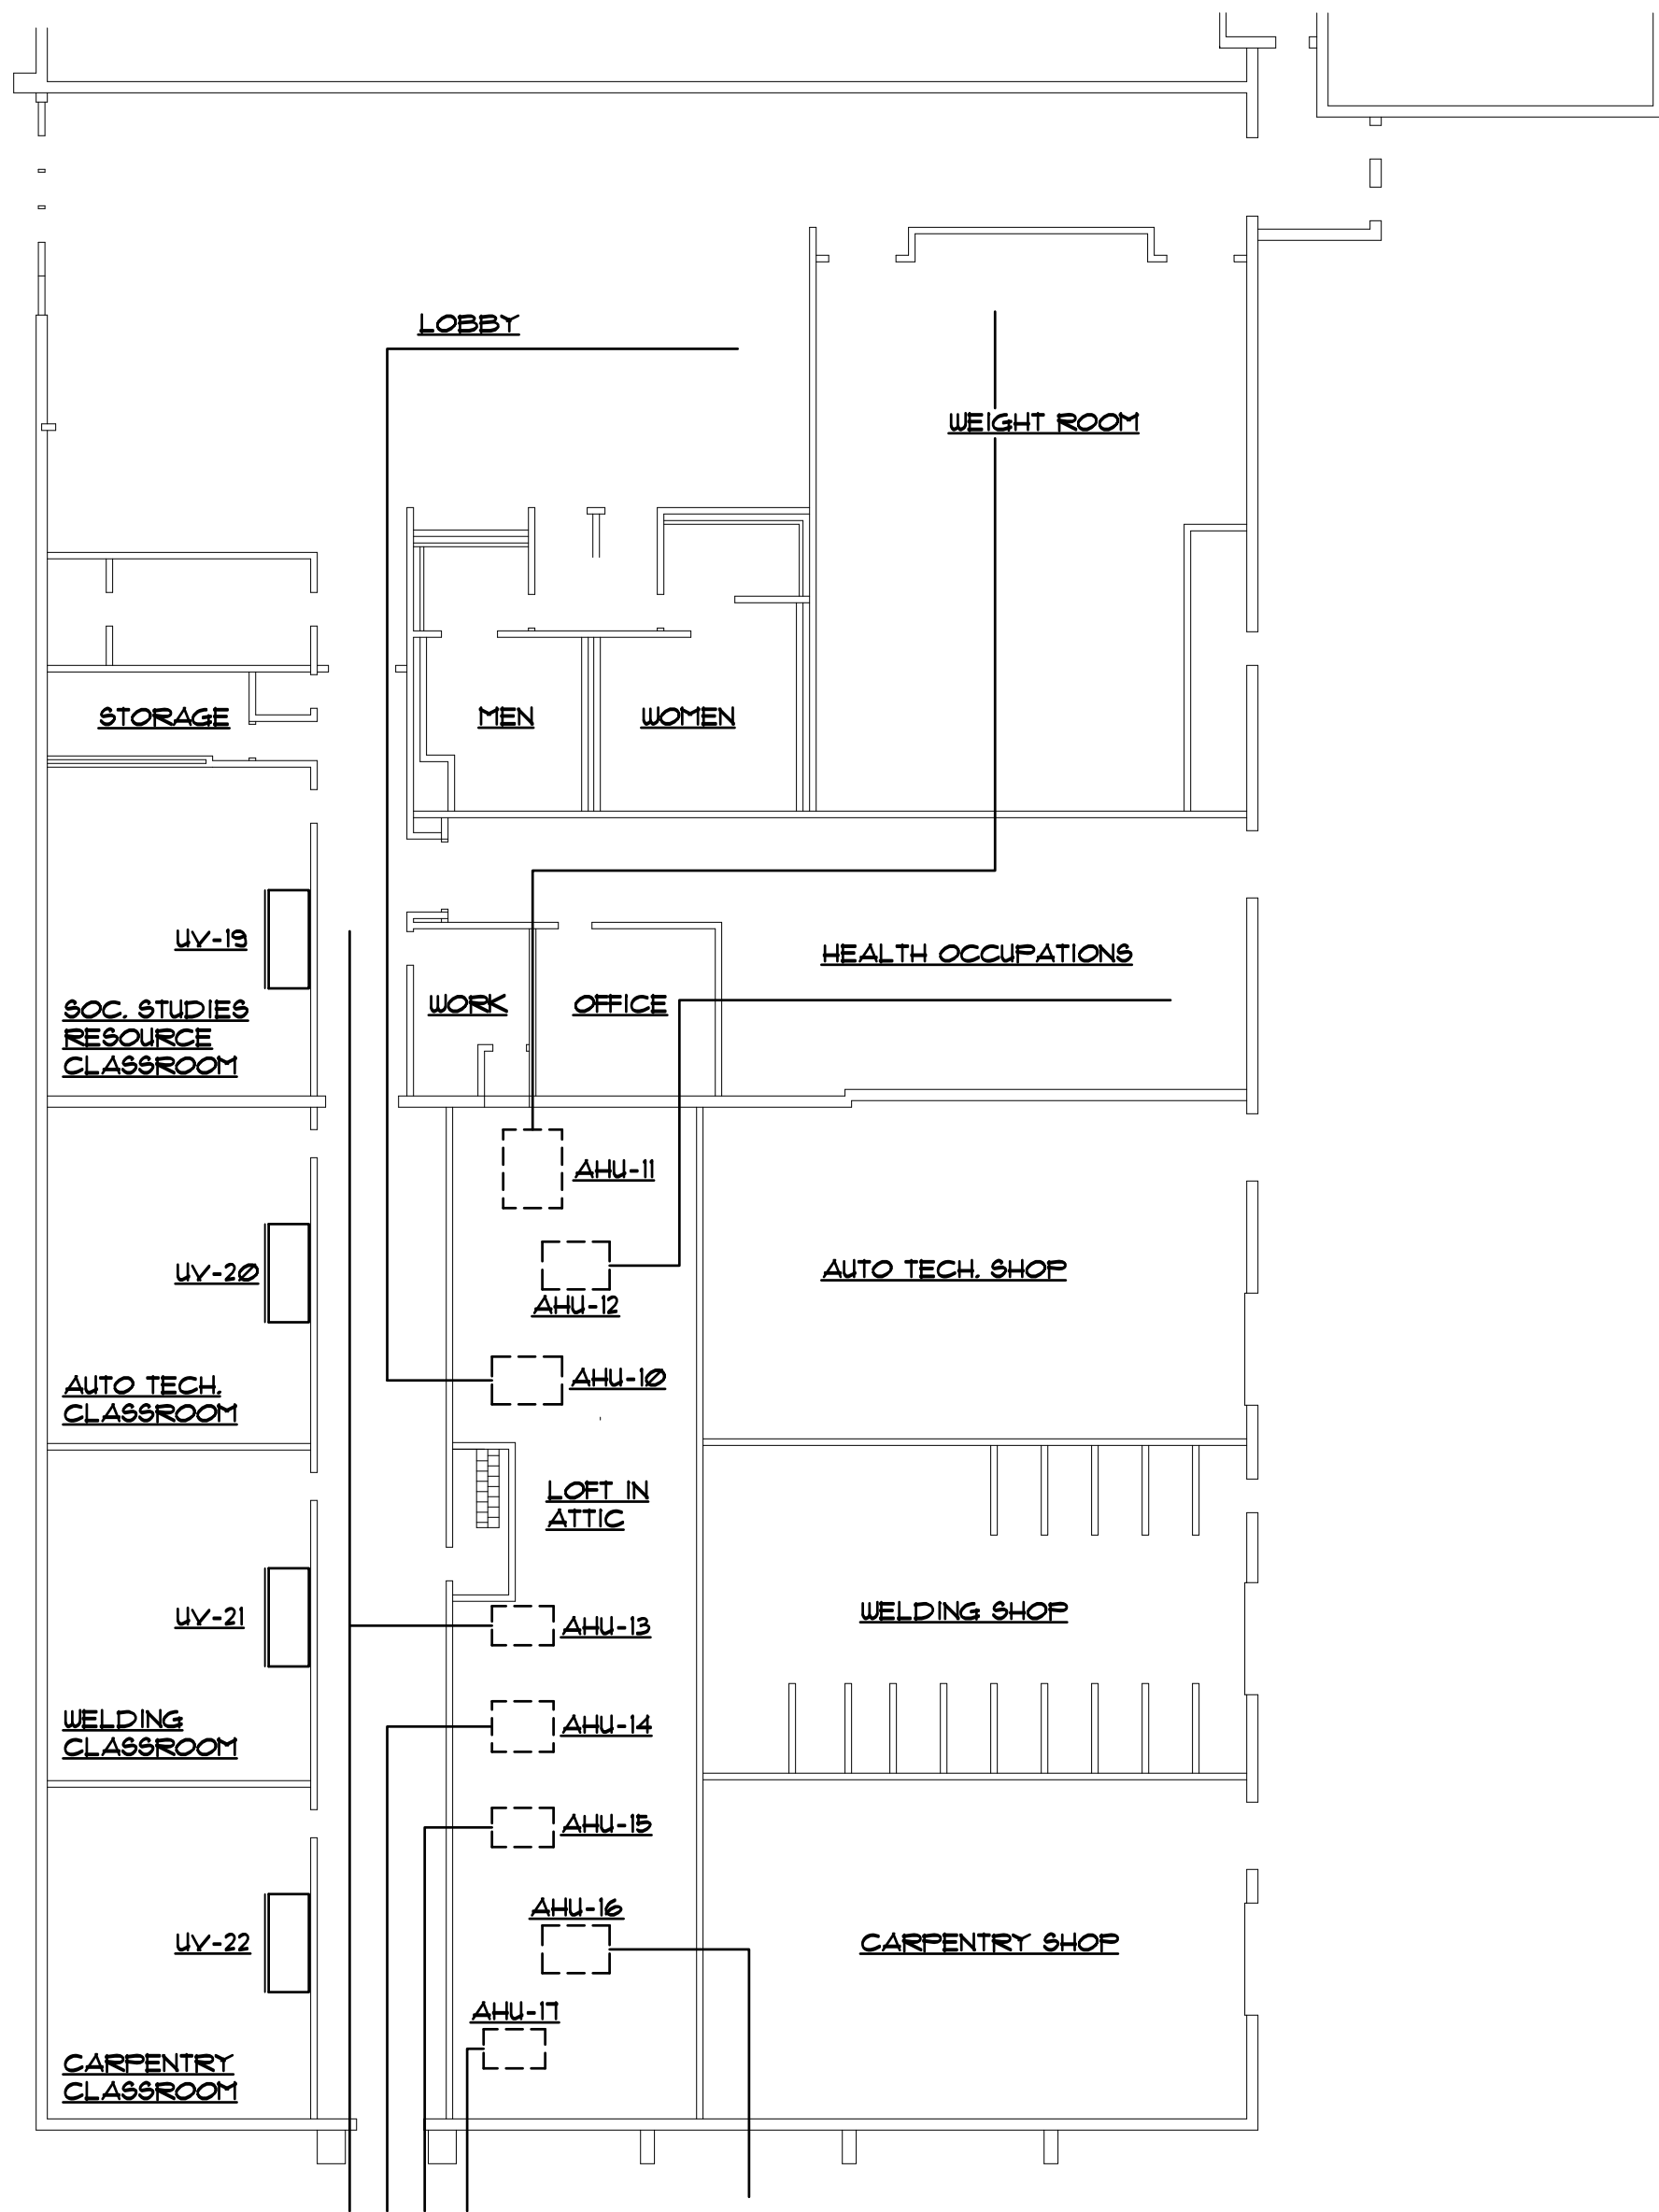 LOBBY
WEIGHT ROOM
STORAGE
MEN
WOMEN
UV-19
HEALTH OCCUPATIONS
SOC. STUDIES
RESOURCE
CLASSROOM
WORK
OFFICE
AHU-11
UV-20
AUTO TECH. SHOP
AHU-12
AHU-10
AUTO TECH.
CLASSROOM
LOFT IN
ATTIC
UV-21
AHU-13
WELDING SHOP
WELDING
CLASSROOM
AHU-14
AHU-15
AHU-16
UV-22
CARPENTRY SHOP
AHU-17
CARPENTRY
CLASSROOM